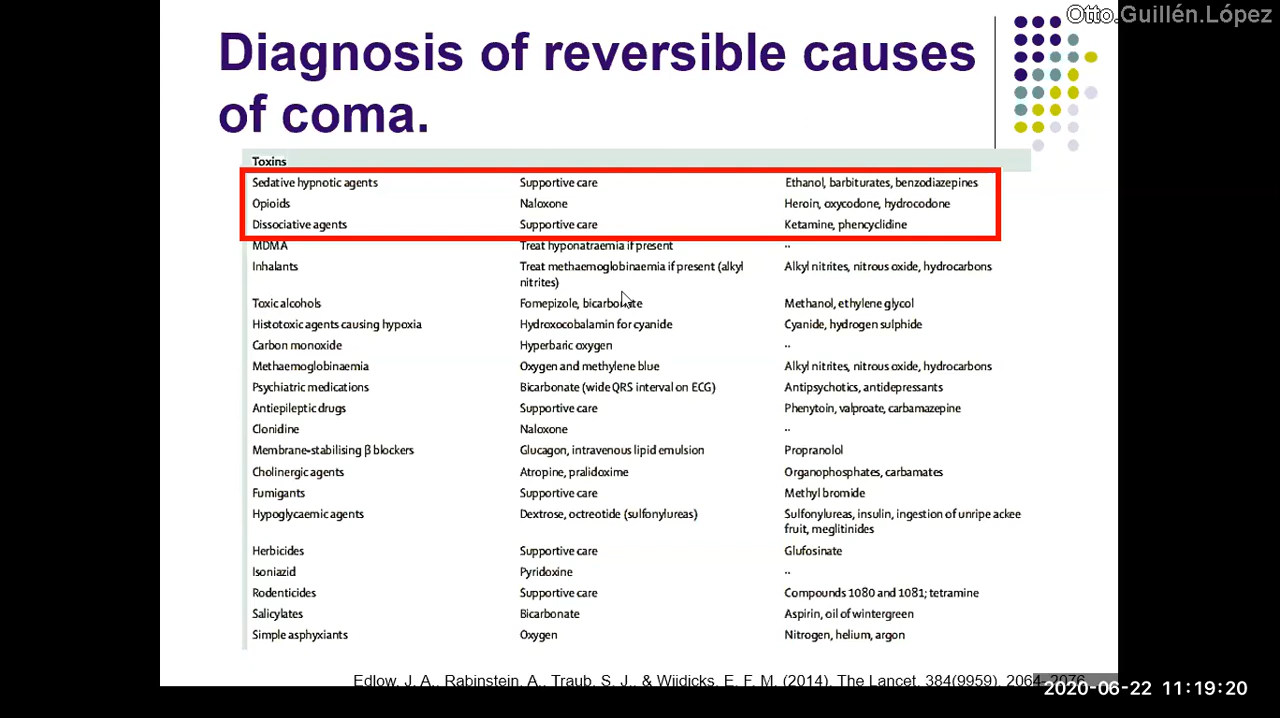 Otto.Guillén.López
Diagnosis of reversible causes
of coma.
Toxins
Sedative hypnotic agents Supportive care Ethanol, barbiturates, benzodiazepines
Opioids Naloxone Heroin, oxycodone, hydrocodone
Dissociative agents Supportive care Ketamine, phencyclidine
MDMA Treat hyponatraemia if present ..
Inhalants Treat methaemoglobinaemia if present (alkyl Alkyl nitrites, nitrous oxide, hydrocarbons
nitrites)
Toxic alcohols Fomepizole, bicarbonate Methanol, ethylene glycol
Histotoxic agents causing hypoxia Hydroxocobalamin for cyanide Cyanide, hydrogen sulphide
Carbon monoxide Hyperbaric oxygen ..
Methaemoglobinaemia Oxygen and methylene blue Alkyl nitrites, nitrous oxide, hydrocarbons
Psychiatric medications Bicarbonate (wide QRS interval on ECG) Antipsychotics, antidepressants
Antiepileptic drugs Supportive care Phenytoin, valproate, carbamazepine
Clonidine Naloxone ..
Membrane-stabilising β blockers Glucagon, intravenous lipid emulsion Propranolol
Cholinergic agents Atropine, pralidoxime Organophosphates, carbamates
Fumigants Supportive care Methyl bromide
Hypoglycaemic agents Dextrose, octreotide (sulfonylureas) Sulfonylureas, insulin, ingestion of unripe ackee
fruit, meglitinides
Herbicides Supportive care Glufosinate
Isoniazid Pyridoxine ..
Rodenticides Supportive care Compounds 1080 and 1081; tetramine
Salicylates Bicarbonate Aspirin, oil of wintergreen
Simple asphyxiants Oxygen Nitrogen, helium, argon
Edlow, J. A., Rabinstein, A., Traub, S. J., & Wijdicks, E. F. M. (2014). The Lancet, 384(9959), 2064-2076
2020-06-22 11:19:20